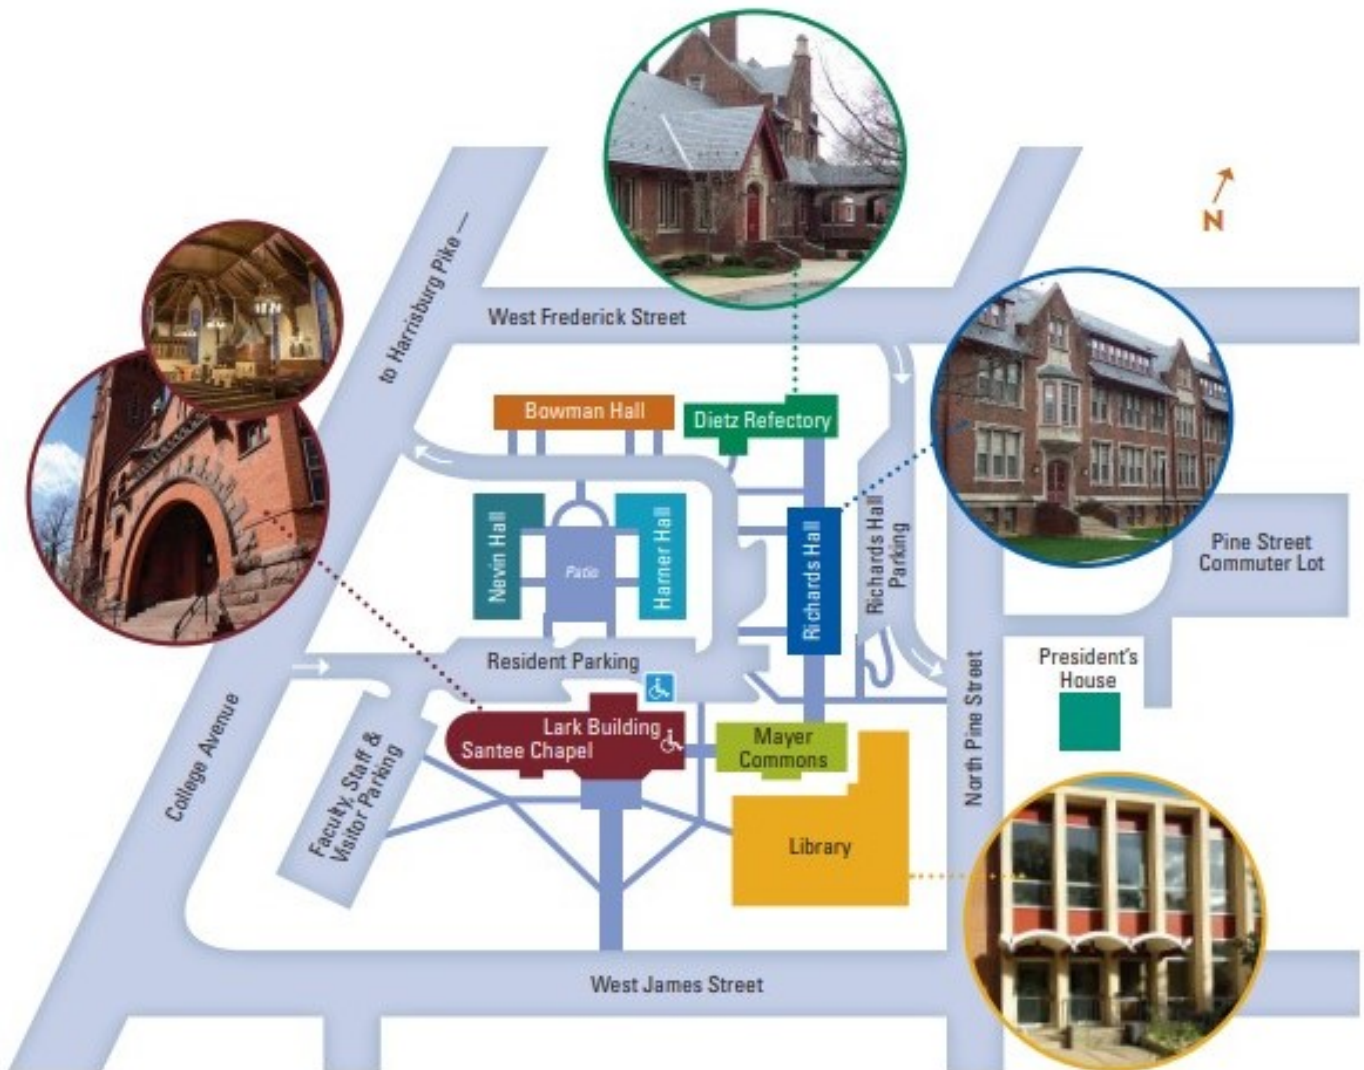 N
to Harrisburg Pike —
West Frederick Street
Bowman Hall
Dietz Refectory
Nevin Hall
Patio
Harner Hall
Richards Hall
Richards Hall
Parking
Pine Street
Commuter Lot
Resident Parking
President's
House
Lark Building
Santee Chapel
Mayer
Commons
North Pine Street
College Avenue
Faculty, Staff &
Visitor Parking
Library
West James Street